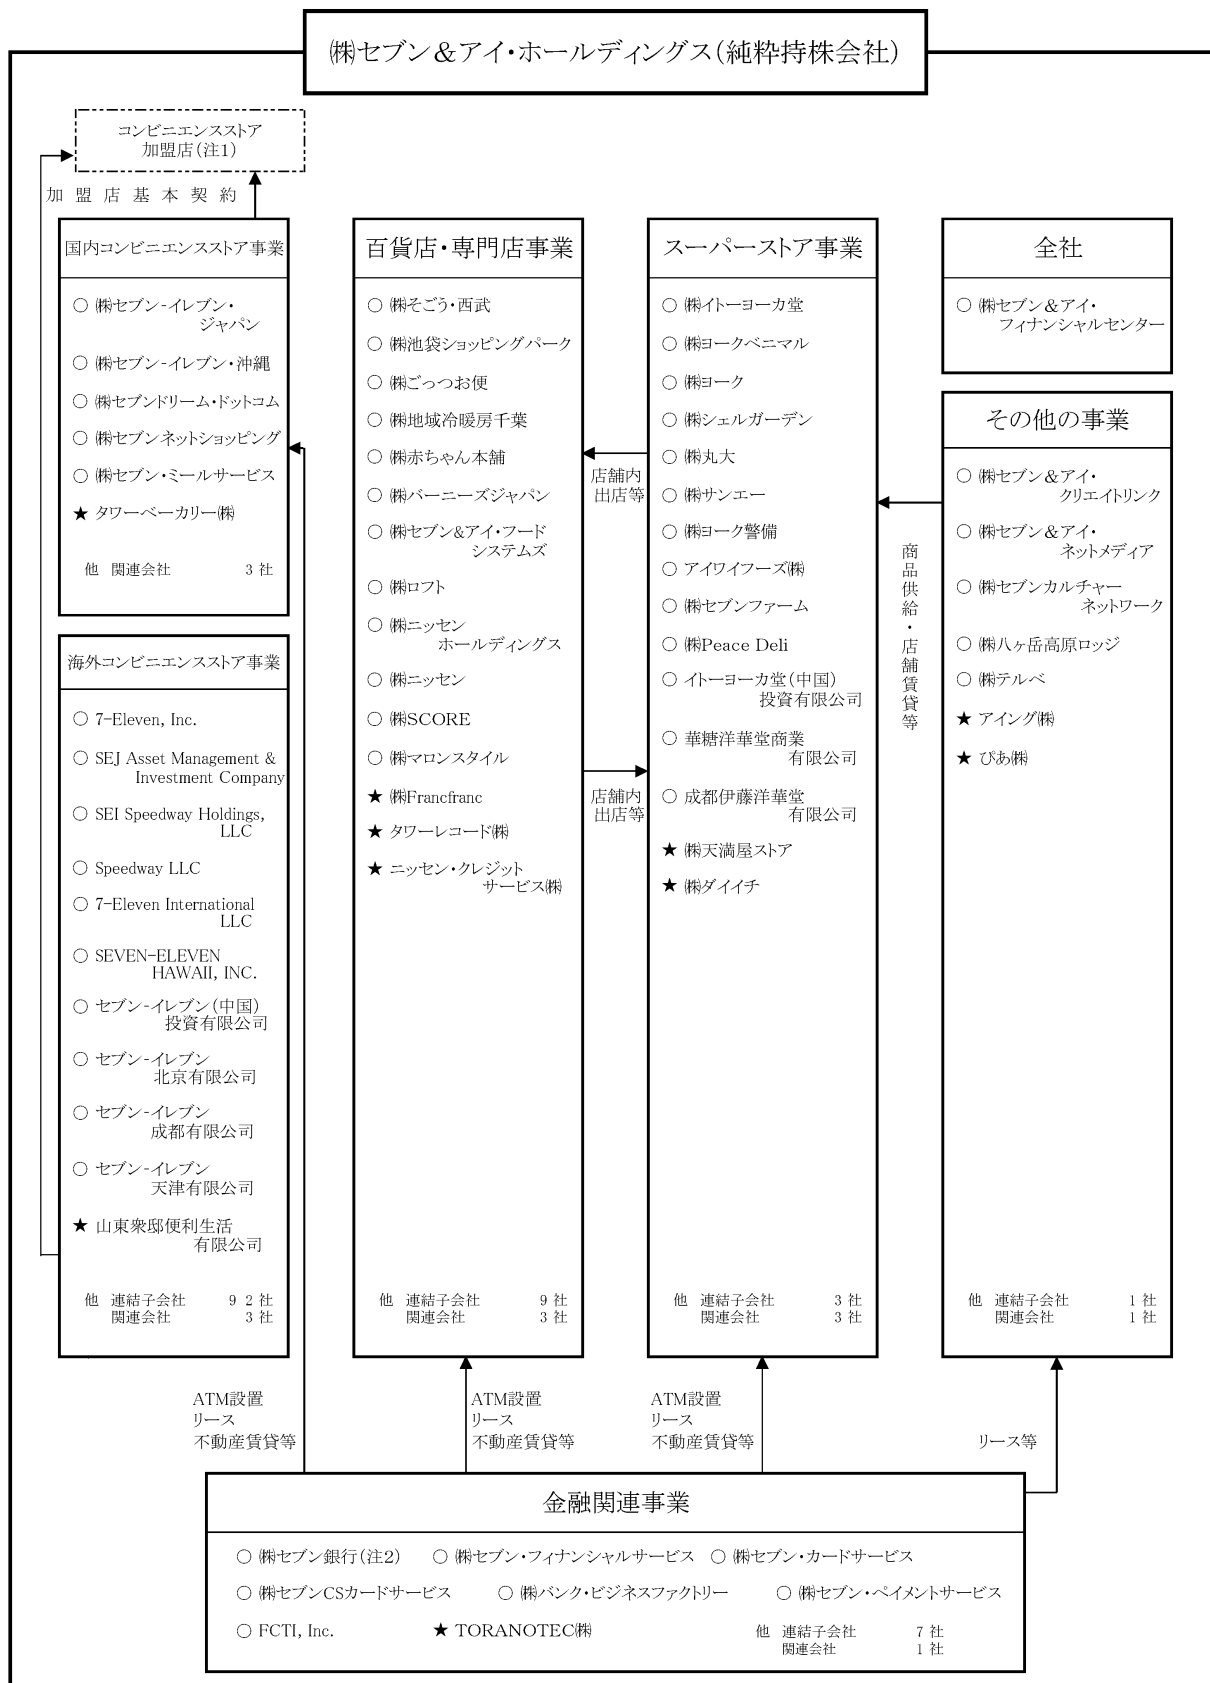 ㈱セブン＆アイ・ホールディングス（純粋持株会社）
コンビニエンスストア
加盟店（注1）
加盟店基本契約
国内コンビニエンスストア事業
○ ㈱セブン-イレブン・
ジャパン
○ ㈱セブン-イレブン・沖縄
○ ㈱セブンドリーム・ドットコム
○ ㈱セブンネットショッピング
○ ㈱セブン・ミールサービス
★ タワーベーカリー㈱
他 関連会社 3 社
海外コンビニエンスストア事業
○ 7-Eleven, Inc.
○ SEJ Asset Management &
Investment Company
○ SEI Speedway Holdings,
LLC
○ Speedway LLC
○ 7-Eleven International
LLC
○ SEVEN-ELEVEN
HAWAII, INC.
○ セブン-イレブン（中国）
投資有限公司
○ セブン-イレブン
北京有限公司
○ セブン-イレブン
成都有限公司
○ セブン-イレブン
天津有限公司
★ 山東衆邸便利生活
有限公司
他 連結子会社 9 2 社
関連会社 3 社
百貨店・専門店事業
○ ㈱そごう・西武
○ ㈱池袋ショッピングパーク
○ ㈱ごっつお便
○ ㈱地域冷暖房千葉
○ ㈱赤ちゃん本舗
○ ㈱バーニーズジャパン
○ ㈱セブン&アイ・フード
システムズ
○ ㈱ロフト
○ ㈱ニッセン
ホールディングス
○ ㈱ニッセン
○ ㈱SCORE
○ ㈱マロンスタイル
★ ㈱Francfranc
★ タワーレコード㈱
★ ニッセン・クレジット
サービス㈱
他 連結子会社 9 社
関連会社 3 社
店舗内
出店等
店舗内
出店等
スーパーストア事業
○ ㈱イトーヨーカ堂
○ ㈱ヨークベニマル
○ ㈱ヨーク
○ ㈱シェルガーデン
○ ㈱丸大
○ ㈱サンエー
○ ㈱ヨーク警備
○ アイワイフーズ㈱
○ ㈱セブンファーム
○ ㈱Peace Deli
○ イトーヨーカ堂（中国）
投資有限公司
○ 華糖洋華堂商業
有限公司
○ 成都伊藤洋華堂
有限公司
★ ㈱天満屋ストア
★ ㈱ダイイチ
他 連結子会社 3 社
関連会社 3 社
商品供給・店舗賃貸等
全社
○ ㈱セブン＆アイ・
フィナンシャルセンター
その他の事業
○ ㈱セブン＆アイ・
クリエイトリンク
○ ㈱セブン＆アイ・
ネットメディア
○ ㈱セブンカルチャー
ネットワーク
○ ㈱八ヶ岳高原ロッジ
○ ㈱テルベ
★ アイング㈱
★ ぴあ㈱
他 連結子会社 1 社
関連会社 1 社
ATM設置
リース
不動産賃貸等
ATM設置
リース
不動産賃貸等
ATM設置
リース
不動産賃貸等
リース等
金融関連事業
○ ㈱セブン銀行（注2） ○ ㈱セブン・フィナンシャルサービス ○ ㈱セブン・カードサービス
○ ㈱セブンCSカードサービス ○ ㈱バンク・ビジネスファクトリー ○ ㈱セブン・ペイメントサービス
○ FCTI, Inc. ★ TORANOTEC㈱ 他 連結子会社 7 社
関連会社 1 社